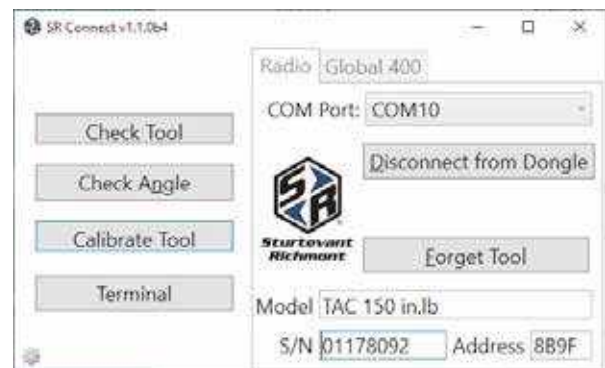 SR Connect v1.1.0b4
Radio Global 400
COM Port: COM10
Check Tool
Disconnect from Dongle
Check Angle
SR
Calibrate Tool
Sturtevant
Richmont
Forget Tool
Terminal
Model TAC 150 in.lb
S/N 01178092 Address 8B9F